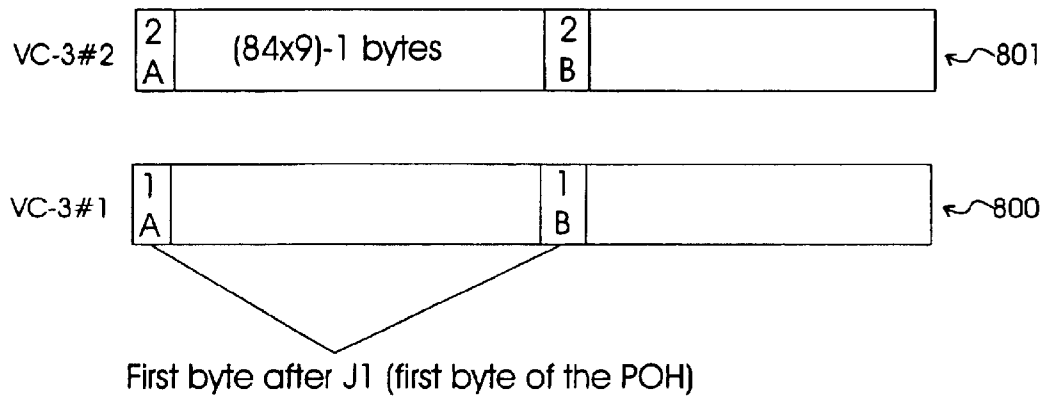 VC-3#2 2 A (84x9)-1 bytes 2 B 801
VC-3#1 1 A 1 B 800
First byte after J1 (first byte of the POH)